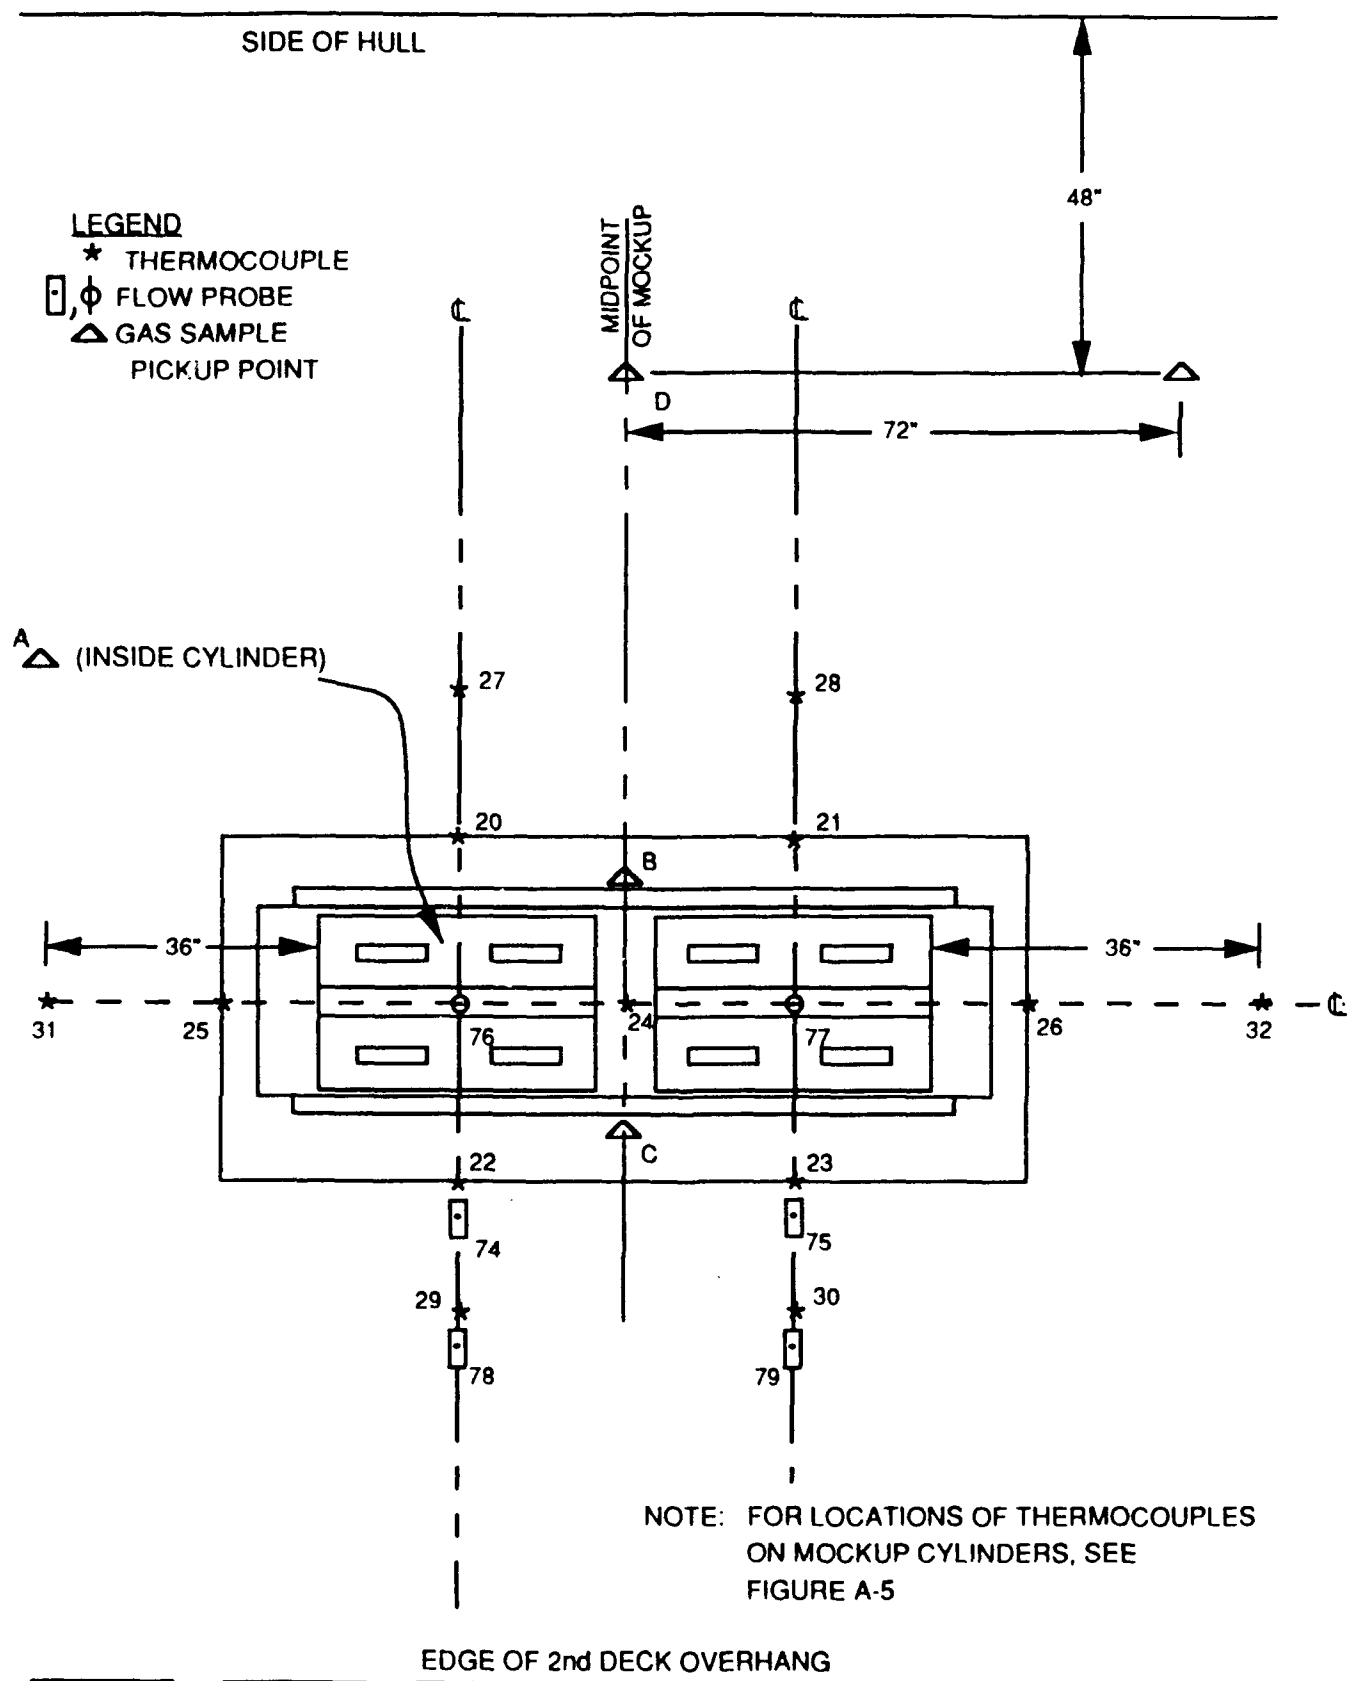 SIDE OF HULL
48"
LEGEND
THERMOCOUPLE
, FLOW PROBE
GAS SAMPLE
PICKUP POINT
MIDPOINT
OF MOCKUP
℄
℄
D
72"
A
(INSIDE CYLINDER)
27
28
20
21
B
36"
36"
31
25
76
24
77
26
32
℄
22
C
23
74
75
29
30
78
79
NOTE: FOR LOCATIONS OF THERMOCOUPLES
ON MOCKUP CYLINDERS, SEE
FIGURE A-5
EDGE OF 2nd DECK OVERHANG